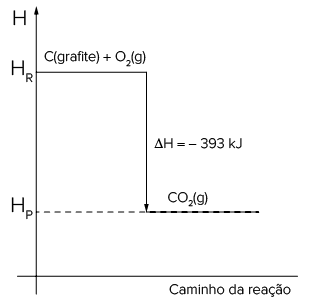 H
C(grafite) + O₂(g)
H_R
ΔH = – 393 kJ
CO₂(g)
H_P
Caminho da reação